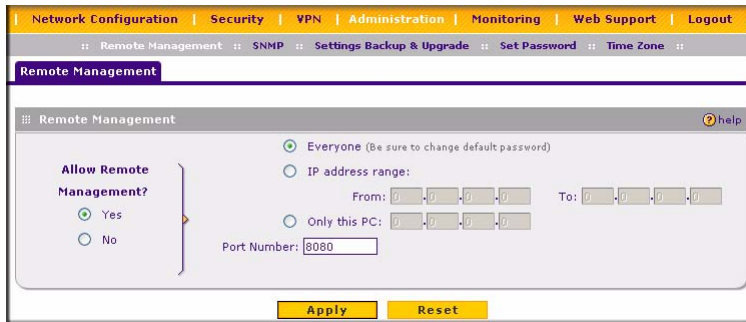 | Network Configuration | Security | VPN | Administration | Monitoring | Web Support | Logout
:: Remote Management :: SNMP :: Settings Backup & Upgrade :: Set Password :: Time Zone ::
Remote Management
Remote Management
help
Everyone (Be sure to change default password)
Allow Remote
Management?
IP address range:
From: 0 . 0 . 0 . 0 To: 0 . 0 . 0 . 0
Yes
Only this PC: 0 . 0 . 0 . 0
No
Port Number: 8080
Apply Reset